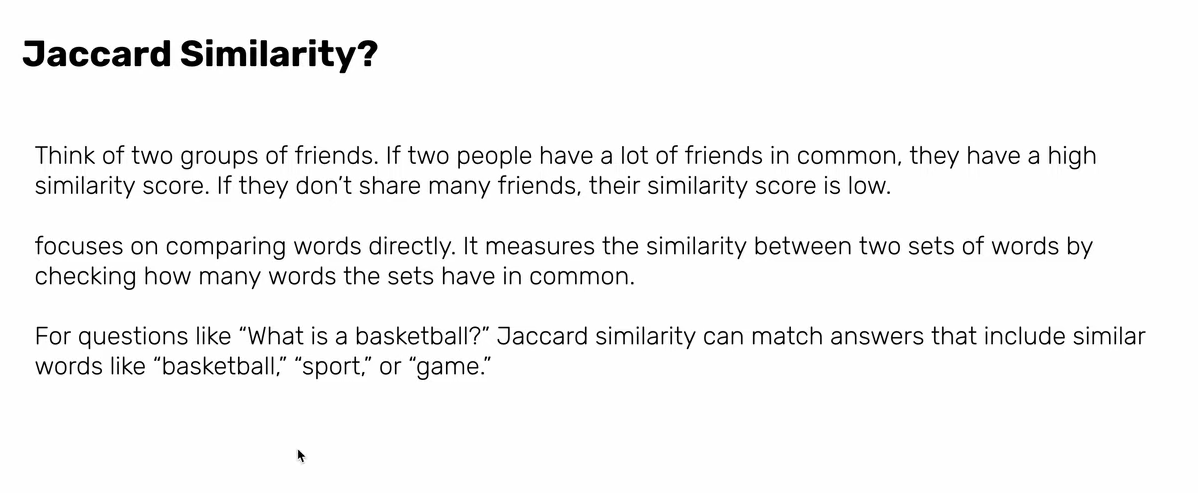 Jaccard Similarity?
Think of two groups of friends. If two people have a lot of friends in common, they have a high
similarity score. If they don’t share many friends, their similarity score is low.
focuses on comparing words directly. It measures the similarity between two sets of words by
checking how many words the sets have in common.
For questions like “What is a basketball?” Jaccard similarity can match answers that include similar
words like “basketball,” “sport,” or “game.”